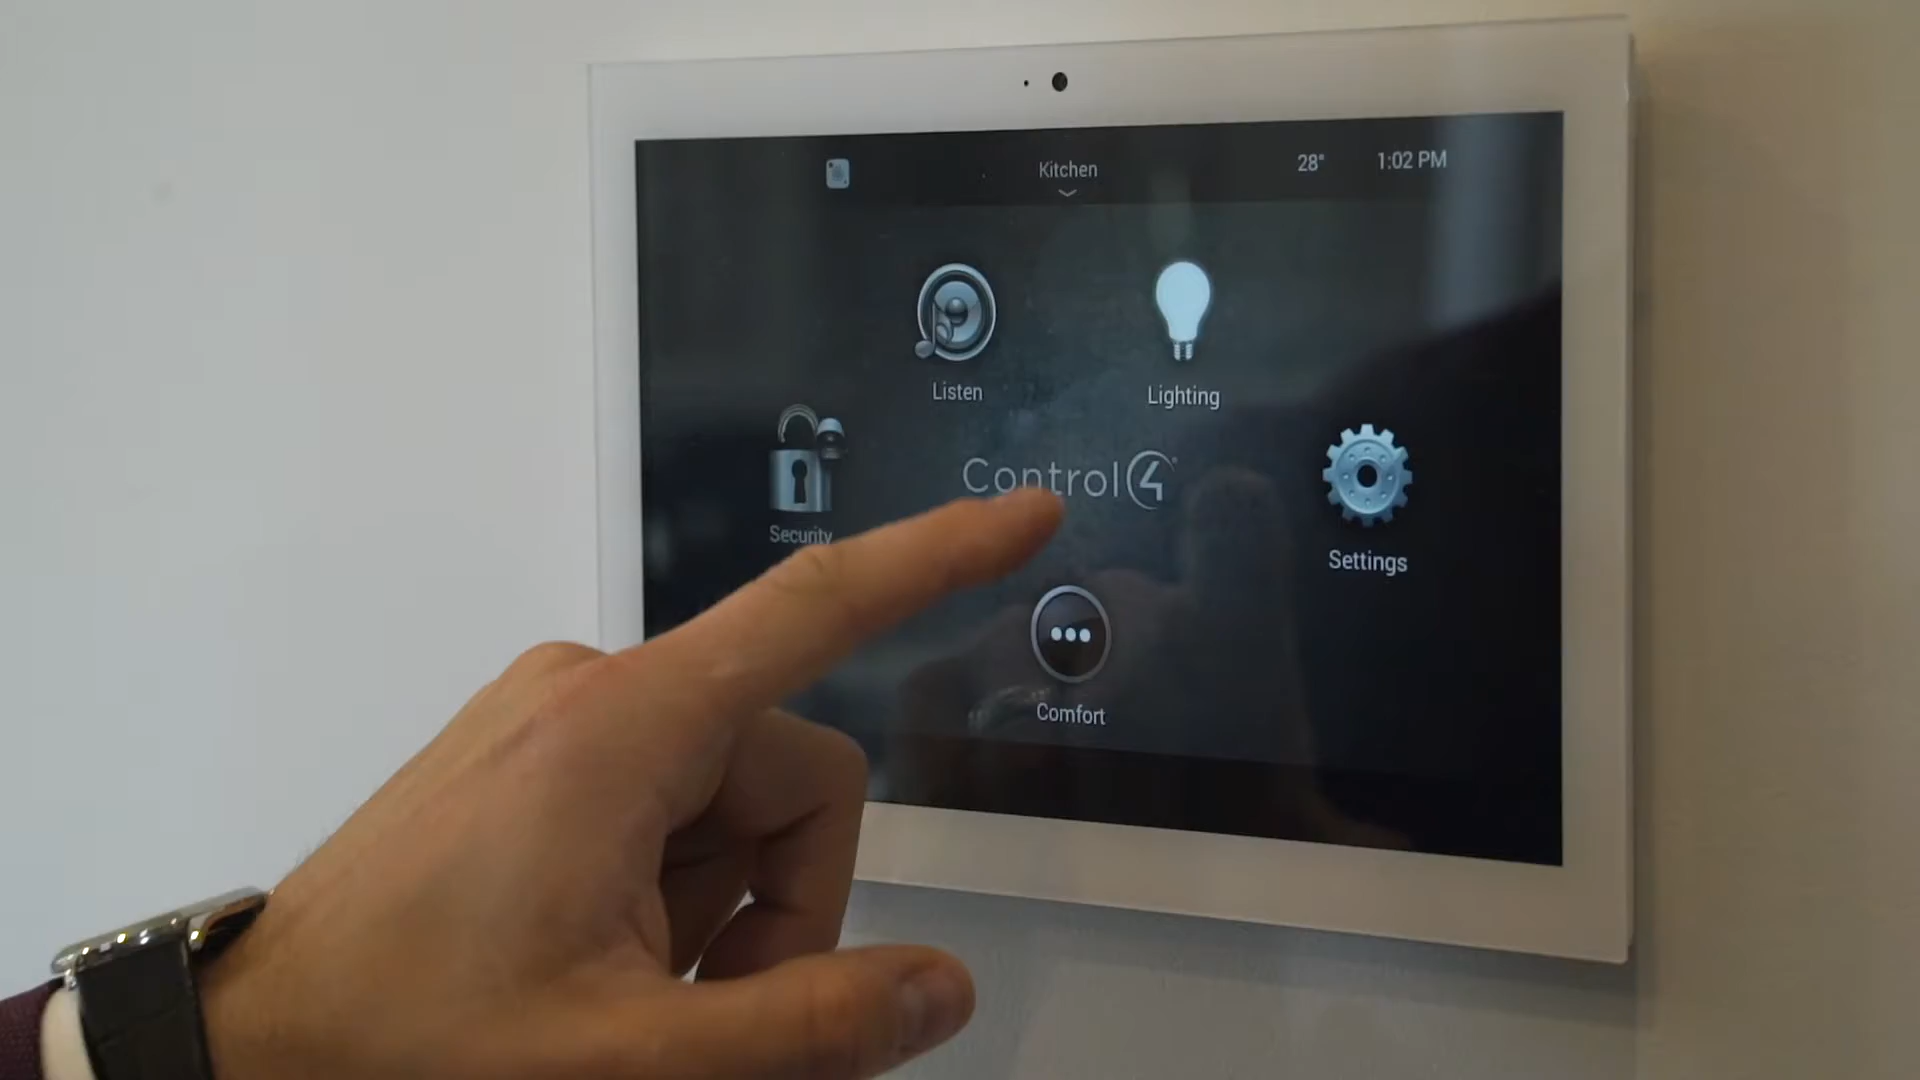 Kitchen
28°
1:02 PM
Listen
Lighting
Security
Control4
Settings
Comfort